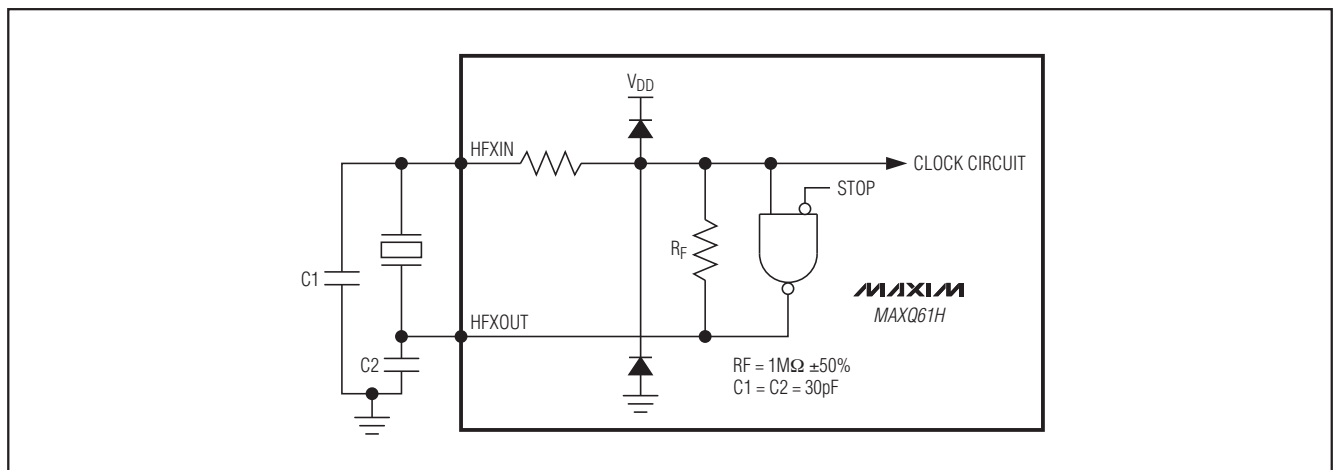 VDD
HFXIN
CLOCK CIRCUIT
STOP
RF
C1
MAXIM
MAXQ61H
HFXOUT
C2
RF = 1MΩ ±50%
C1 = C2 = 30pF